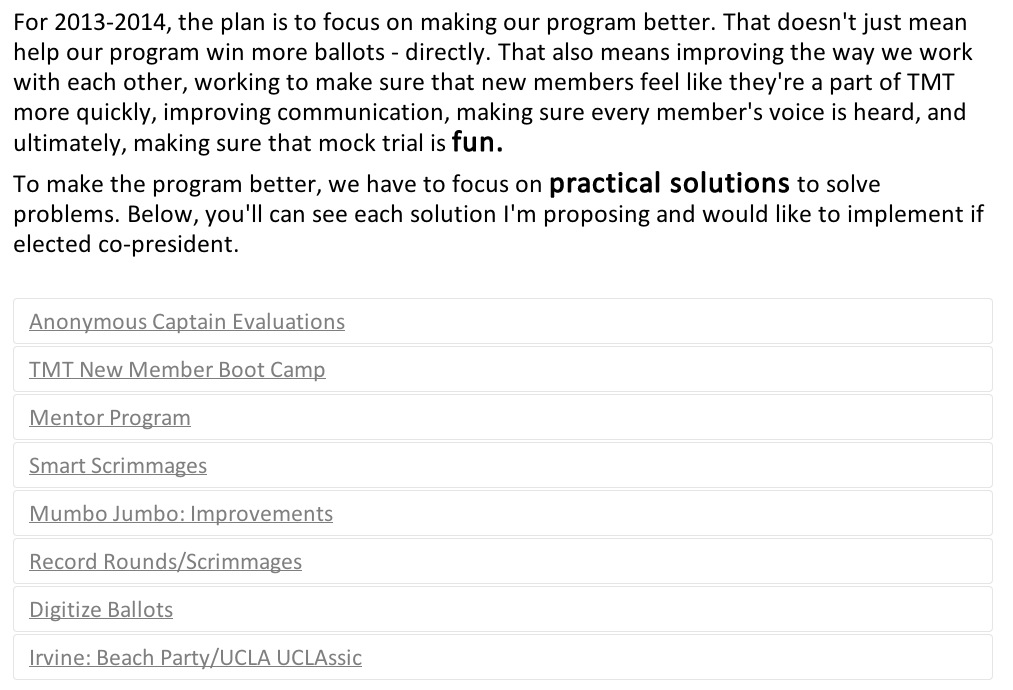 For 2013-2014, the plan is to focus on making our program better. That doesn't just mean
help our program win more ballots - directly. That also means improving the way we work
with each other, working to make sure that new members feel like they're a part of TMT
more quickly, improving communication, making sure every member's voice is heard, and
ultimately, making sure that mock trial is fun.
To make the program better, we have to focus on practical solutions to solve
problems. Below, you'll can see each solution I'm proposing and would like to implement if
elected co-president.
Anonymous Captain Evaluations
TMT New Member Boot Camp
Mentor Program
Smart Scrimmages
Mumbo Jumbo: Improvements
Record Rounds/Scrimmages
Digitize Ballots
Irvine: Beach Party/UCLA UCLAssic